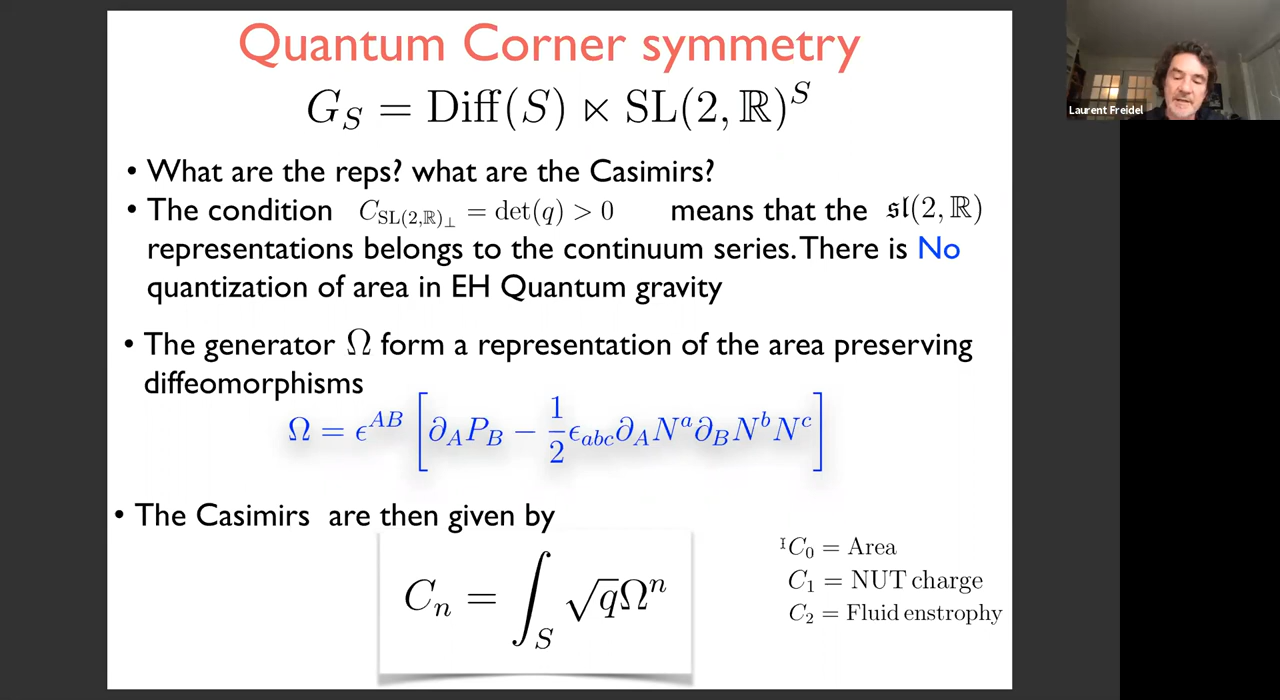 Quantum Corner symmetry
G_S = Diff(S) ⋉ SL(2, ℝ)^S
Laurent Freidel
• What are the reps? what are the Casimirs?
• The condition C_{SL(2,ℝ)_⊥} = det(q) > 0 means that the 𝔰𝔩(2, ℝ)
representations belongs to the continuum series. There is No
quantization of area in EH Quantum gravity
• The generator Ω form a representation of the area preserving
diffeomorphisms
Ω = ϵ^{AB} [∂_A P_B − 1/2 ϵ_{abc} ∂_A N^a ∂_B N^b N^c]
• The Casimirs are then given by
C_n = ∫_S √q Ω^n
C_0 = Area
C_1 = NUT charge
C_2 = Fluid enstrophy